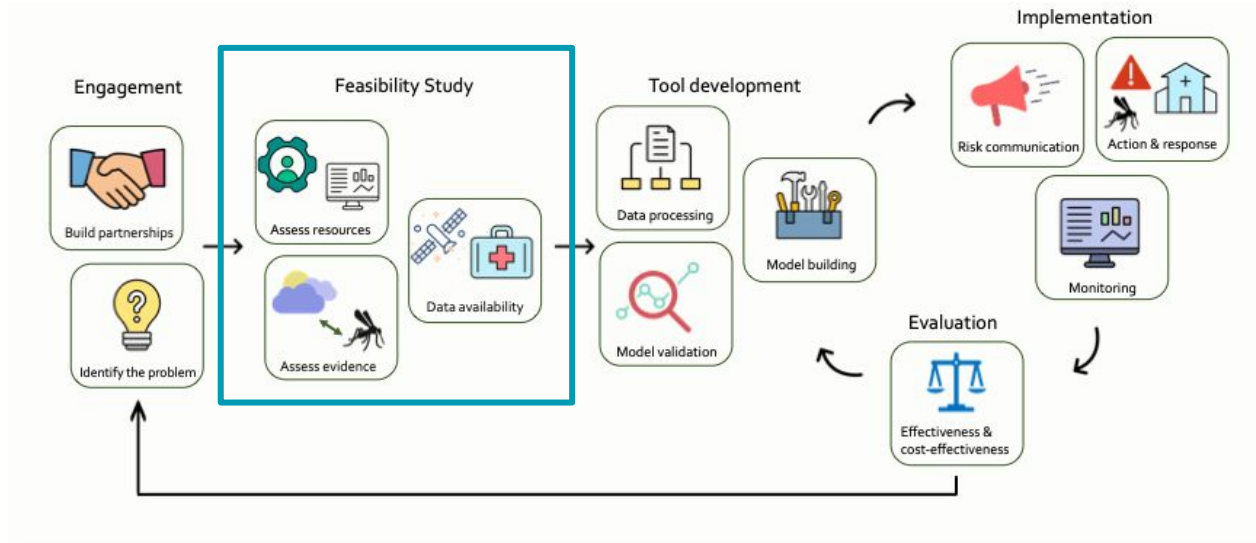 Engagement
Build partnerships
Identify the problem
Feasibility Study
Assess resources
Data availability
Assess evidence
Tool development
Data processing
Model building
Model validation
Implementation
Risk communication
Action & response
Monitoring
Evaluation
Effectiveness &
cost-effectiveness